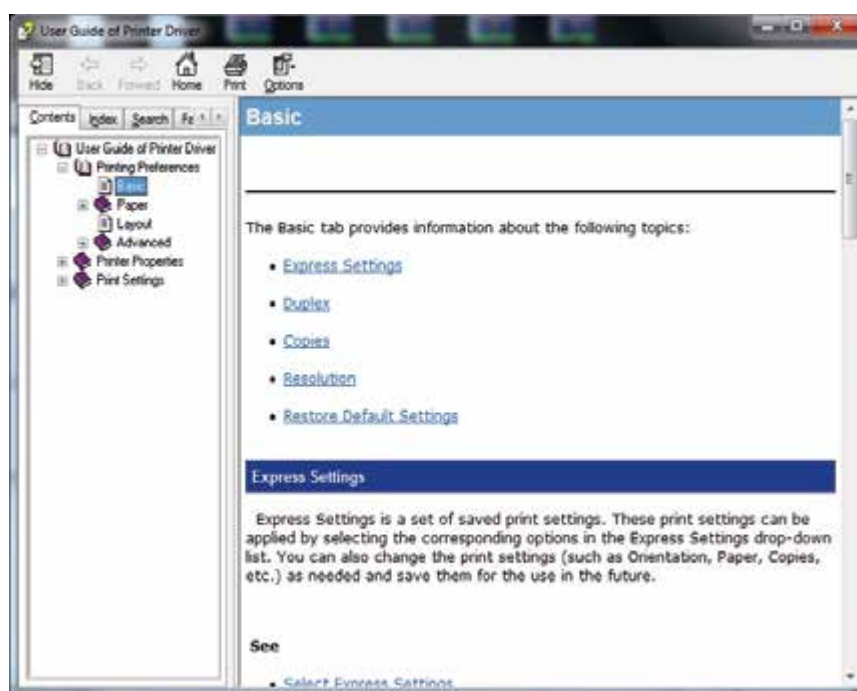 User Guide of Printer Driver
Hide Back Forward Home Print Options
Contents Index Search
User Guide of Printer Driver
Printing Preferences
Basic
Paper
Layout
Advanced
Printer Properties
Print Settings
Basic
The Basic tab provides information about the following topics:
• Express Settings
• Duplex
• Copies
• Resolution
• Restore Default Settings
Express Settings
Express Settings is a set of saved print settings. These print settings can be
applied by selecting the corresponding options in the Express Settings drop-down
list. You can also change the print settings (such as Orientation, Paper, Copies,
etc.) as needed and save them for the use in the future.
See
• Select Express Settings